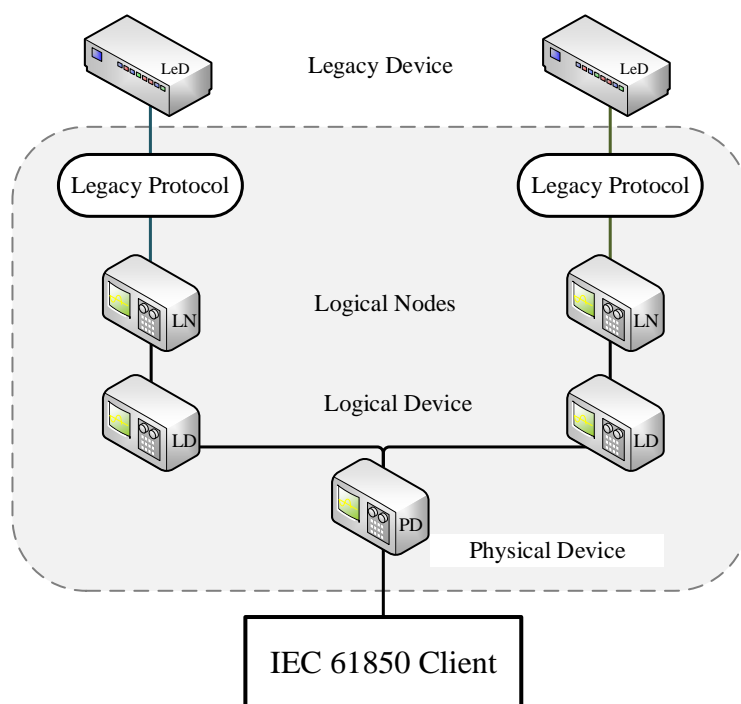 LeD
Legacy Device
LeD
Legacy Protocol
Legacy Protocol
LN
Logical Nodes
LN
LD
Logical Device
LD
PD
Physical Device
IEC 61850 Client